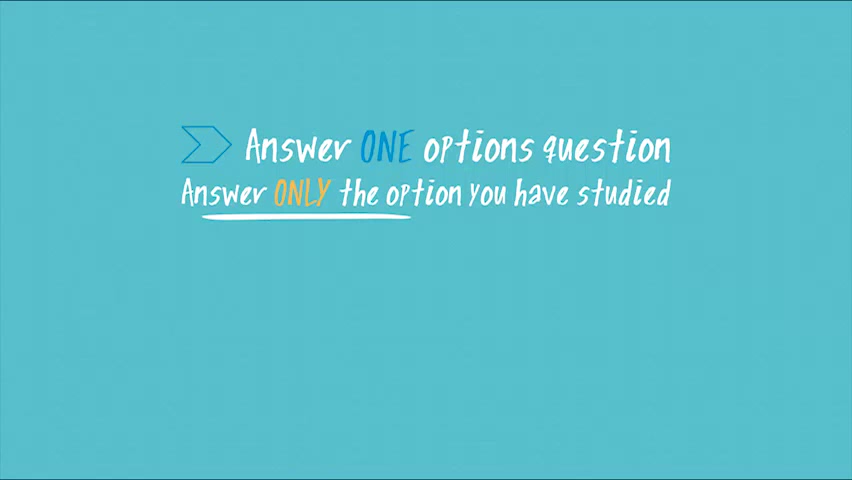 Answer ONE options question
Answer ONLY the option you have studied